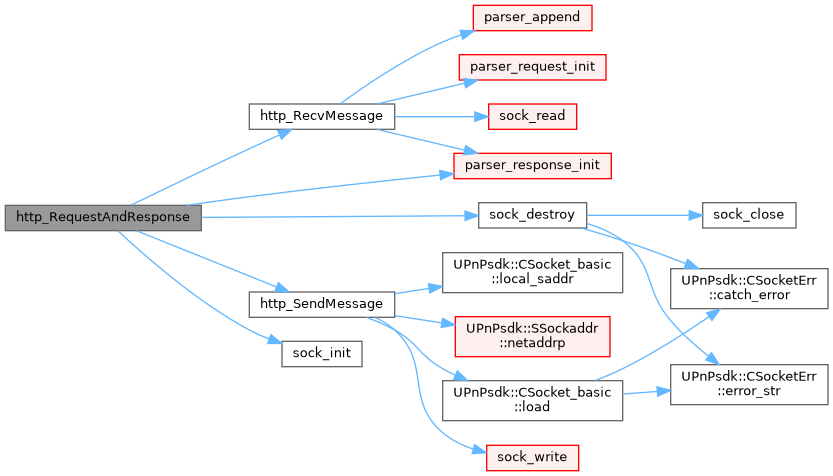 http_RequestAndResponse
http_RecvMessage
parser_append
parser_request_init
sock_read
parser_response_init
sock_destroy
sock_close
UPnPsdk::CSocketErr
::catch_error
UPnPsdk::CSocketErr
::error_str
http_SendMessage
UPnPsdk::CSocket_basic
::local_saddr
UPnPsdk::SSockaddr
::netaddrp
UPnPsdk::CSocket_basic
::load
sock_write
sock_init